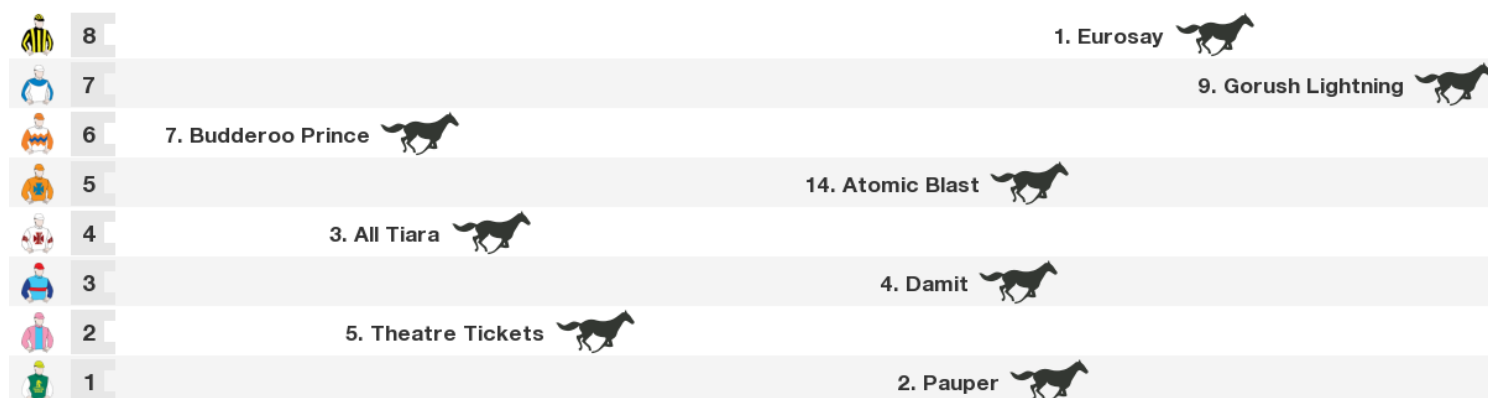 8 1. Eurosay
7 9. Gorush Lightning
6 7. Budderoo Prince
5 14. Atomic Blast
4 3. All Tiara
3 4. Damit
2 5. Theatre Tickets
1 2. Pauper